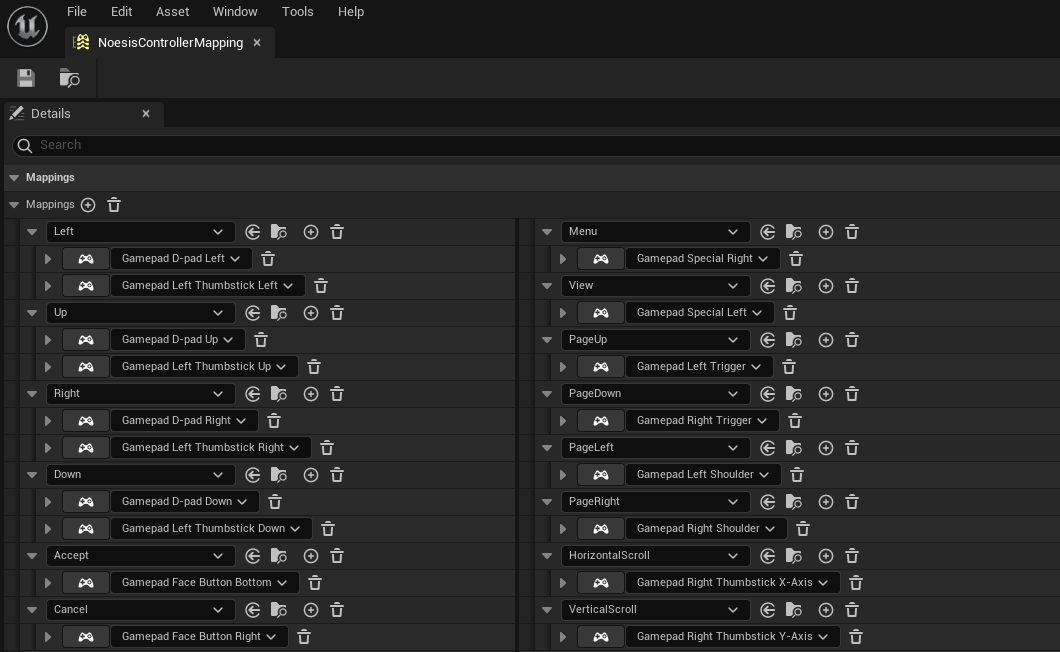 File Edit Asset Window Tools Help
NoesisControllerMapping
Details
Search
Mappings
Mappings
Left
Gamepad D-pad Left
Gamepad Left Thumbstick Left
Up
Gamepad D-pad Up
Gamepad Left Thumbstick Up
Right
Gamepad D-pad Right
Gamepad Left Thumbstick Right
Down
Gamepad D-pad Down
Gamepad Left Thumbstick Down
Accept
Gamepad Face Button Bottom
Cancel
Gamepad Face Button Right
Menu
Gamepad Special Right
View
Gamepad Special Left
PageUp
Gamepad Left Trigger
PageDown
Gamepad Right Trigger
PageLeft
Gamepad Left Shoulder
PageRight
Gamepad Right Shoulder
HorizontalScroll
Gamepad Right Thumbstick X-Axis
VerticalScroll
Gamepad Right Thumbstick Y-Axis